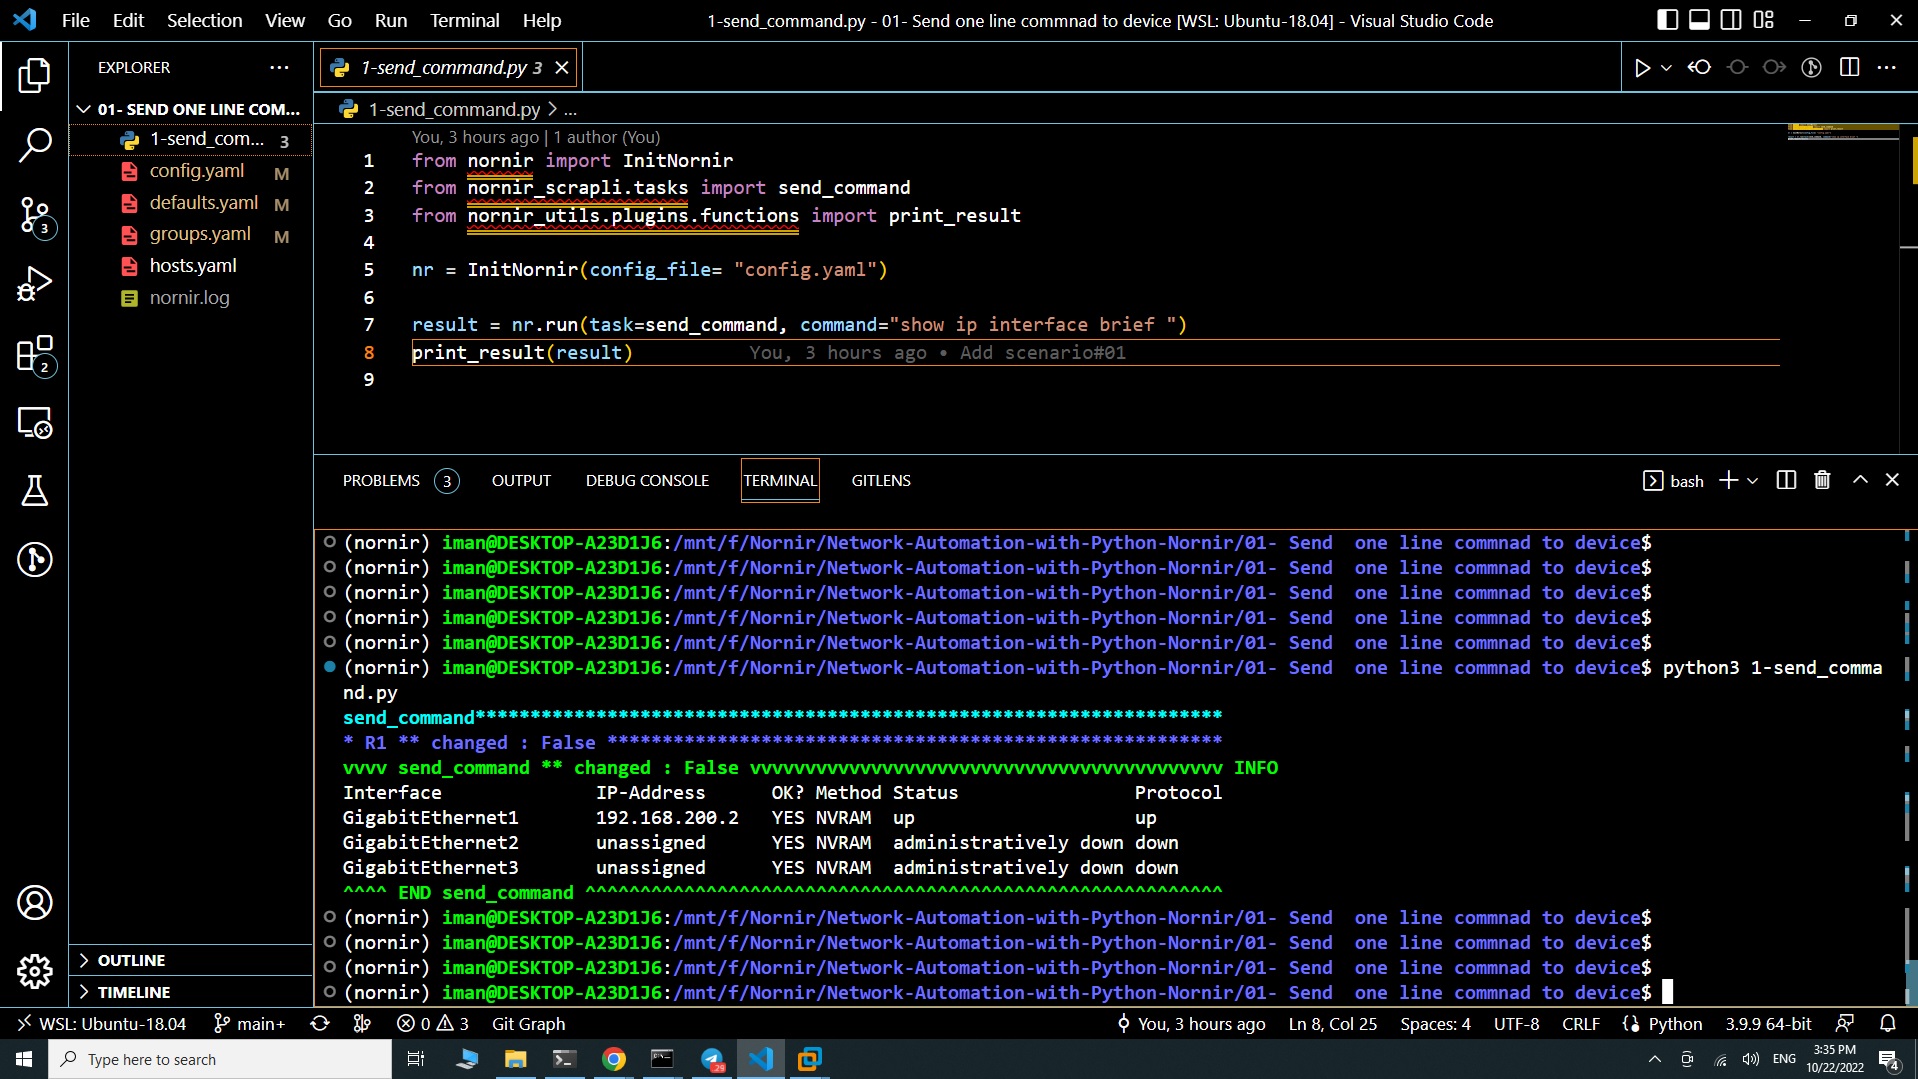 File Edit Selection View Go Run Terminal Help
1-send_command.py - 01- Send one line commnad to device [WSL: Ubuntu-18.04] - Visual Studio Code
EXPLORER
01- SEND ONE LINE COM...
1-send_com... 3
config.yaml M
defaults.yaml M
groups.yaml M
hosts.yaml
nornir.log
OUTLINE
TIMELINE
3
2
1-send_command.py 3
1-send_command.py > ...
You, 3 hours ago | 1 author (You)
1 from nornir import InitNornir
2 from nornir_scrapli.tasks import send_command
3 from nornir_utils.plugins.functions import print_result
4
5 nr = InitNornir(config_file= "config.yaml")
6
7 result = nr.run(task=send_command, command="show ip interface brief ")
8 print_result(result) You, 3 hours ago • Add scenario#01
9
PROBLEMS 3 OUTPUT DEBUG CONSOLE TERMINAL GITLENS
bash
(nornir) iman@DESKTOP-A23D1J6:/mnt/f/Nornir/Network-Automation-with-Python-Nornir/01- Send  one line commnad to device$
(nornir) iman@DESKTOP-A23D1J6:/mnt/f/Nornir/Network-Automation-with-Python-Nornir/01- Send  one line commnad to device$
(nornir) iman@DESKTOP-A23D1J6:/mnt/f/Nornir/Network-Automation-with-Python-Nornir/01- Send  one line commnad to device$
(nornir) iman@DESKTOP-A23D1J6:/mnt/f/Nornir/Network-Automation-with-Python-Nornir/01- Send  one line commnad to device$
(nornir) iman@DESKTOP-A23D1J6:/mnt/f/Nornir/Network-Automation-with-Python-Nornir/01- Send  one line commnad to device$
(nornir) iman@DESKTOP-A23D1J6:/mnt/f/Nornir/Network-Automation-with-Python-Nornir/01- Send  one line commnad to device$ python3 1-send_comma
nd.py
send_command********************************************************************
* R1 ** changed : False ********************************************************
vvvv send_command ** changed : False vvvvvvvvvvvvvvvvvvvvvvvvvvvvvvvvvvvvvvvvvvv INFO
Interface              IP-Address      OK? Method Status                Protocol
GigabitEthernet1       192.168.200.2   YES NVRAM  up                    up
GigabitEthernet2       unassigned      YES NVRAM  administratively down down
GigabitEthernet3       unassigned      YES NVRAM  administratively down down
^^^^ END send_command ^^^^^^^^^^^^^^^^^^^^^^^^^^^^^^^^^^^^^^^^^^^^^^^^^^^^^^^^^^
(nornir) iman@DESKTOP-A23D1J6:/mnt/f/Nornir/Network-Automation-with-Python-Nornir/01- Send  one line commnad to device$
(nornir) iman@DESKTOP-A23D1J6:/mnt/f/Nornir/Network-Automation-with-Python-Nornir/01- Send  one line commnad to device$
(nornir) iman@DESKTOP-A23D1J6:/mnt/f/Nornir/Network-Automation-with-Python-Nornir/01- Send  one line commnad to device$
(nornir) iman@DESKTOP-A23D1J6:/mnt/f/Nornir/Network-Automation-with-Python-Nornir/01- Send  one line commnad to device$
WSL: Ubuntu-18.04 main+ 0 3 Git Graph You, 3 hours ago Ln 8, Col 25 Spaces: 4 UTF-8 CRLF Python 3.9.9 64-bit
Type here to search
29
ENG
3:35 PM
10/22/2022
4